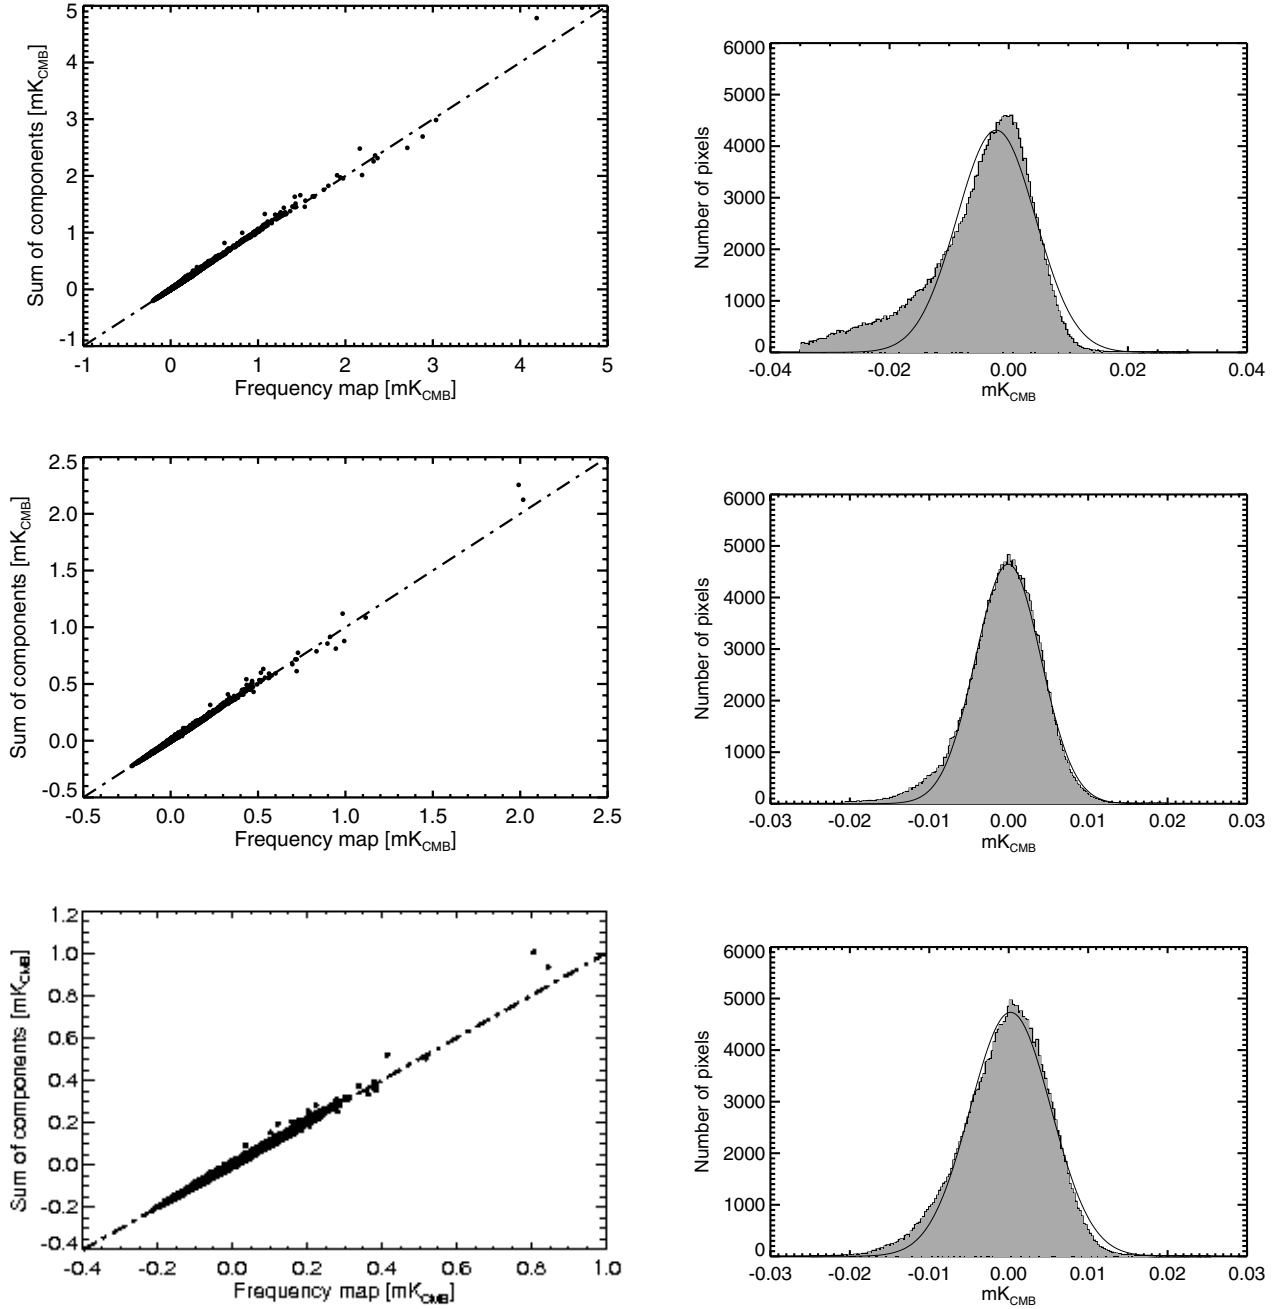 5
4
3
2
1
0
-1
Sum of components [mK_CMB]
-1 0 1 2 3 4 5
Frequency map [mK_CMB]
6000
5000
4000
3000
2000
1000
0
Number of pixels
-0.04 -0.02 0.00 0.02 0.04
mK_CMB
2.5
2.0
1.5
1.0
0.5
0.0
-0.5
Sum of components [mK_CMB]
-0.5 0.0 0.5 1.0 1.5 2.0 2.5
Frequency map [mK_CMB]
6000
5000
4000
3000
2000
1000
0
Number of pixels
-0.03 -0.02 -0.01 0.00 0.01 0.02 0.03
mK_CMB
1.2
1.0
0.8
0.6
0.4
0.2
0.0
-0.2
-0.4
Sum of components [mK_CMB]
-0.4 -0.2 0.0 0.2 0.4 0.6 0.8 1.0
Frequency map [mK_CMB]
6000
5000
4000
3000
2000
1000
0
Number of pixels
-0.03 -0.02 -0.01 0.00 0.01 0.02 0.03
mK_CMB